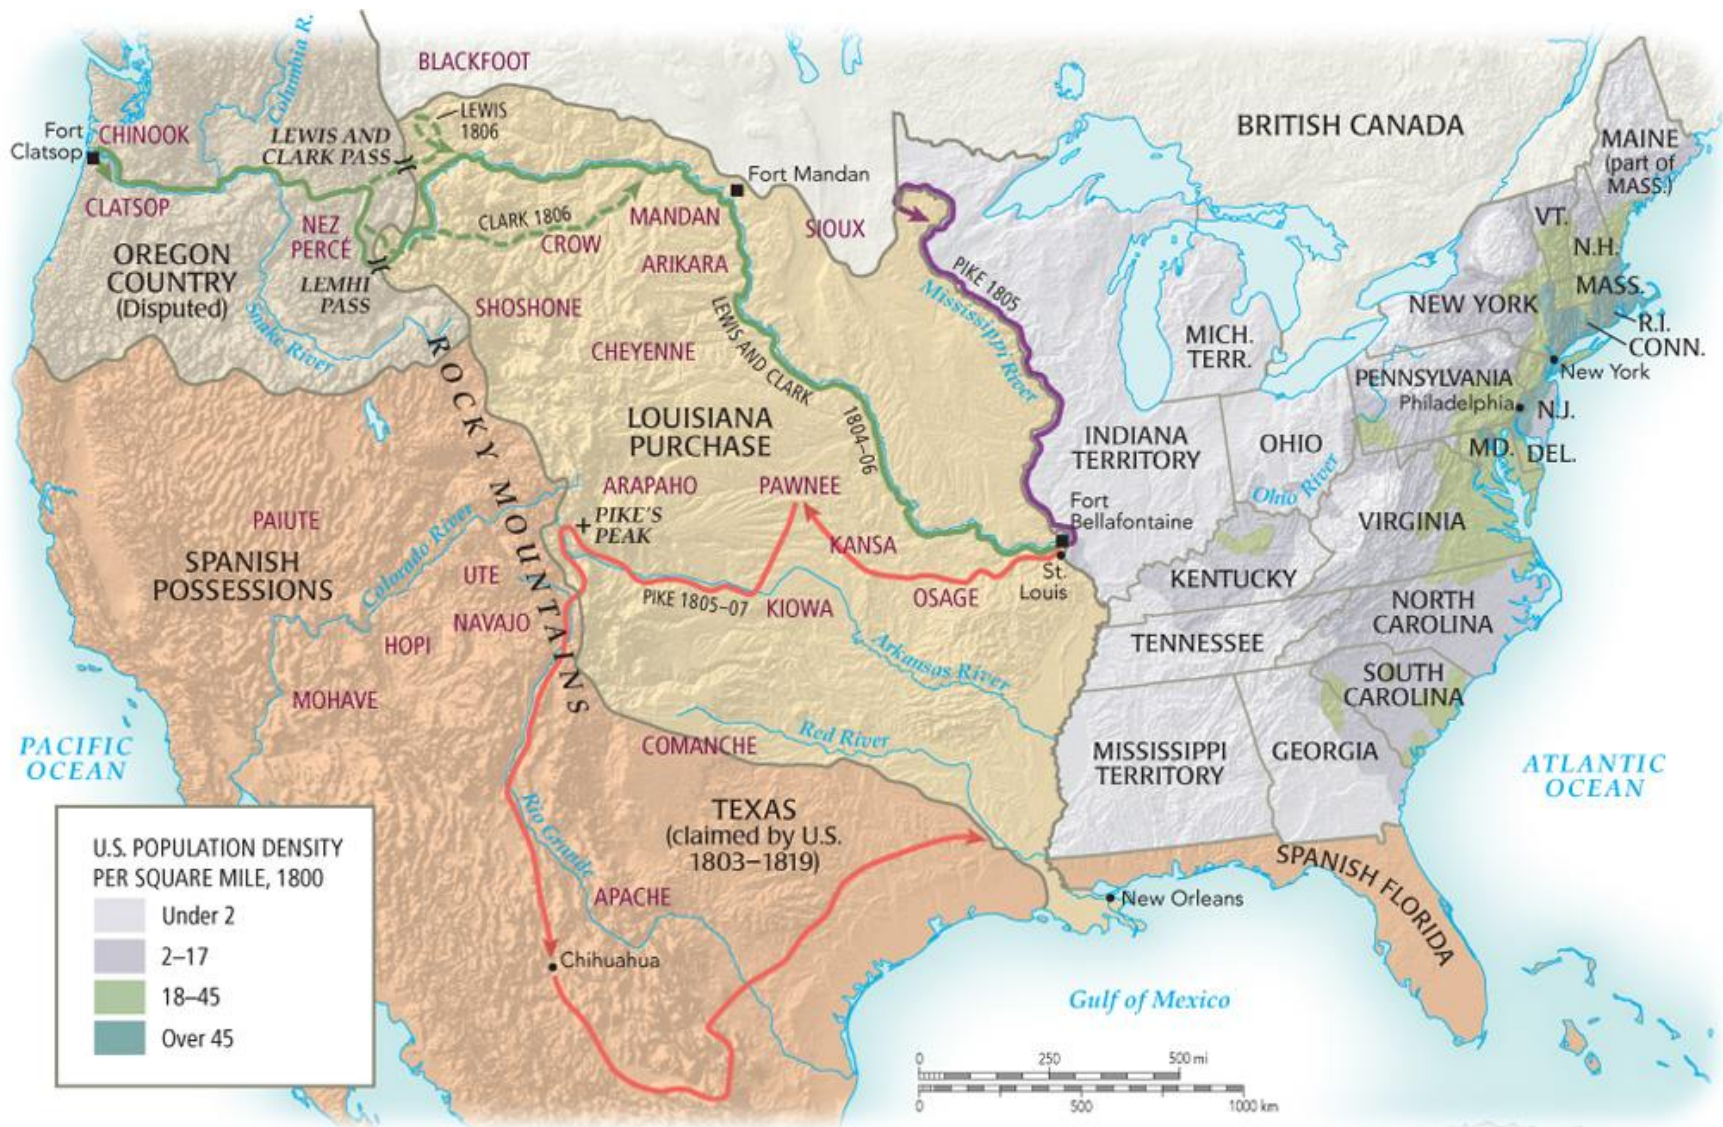 BLACKFOOT
Columbia R.
LEWIS
1806
Fort
Clatsop
CHINOOK
LEWIS AND
CLARK PASS
BRITISH CANADA
MAINE
(part of
MASS.)
Fort Mandan
CLATSOP
NEZ
PERCÉ
CLARK 1806
CROW
MANDAN
SIOUX
VT.
N.H.
OREGON
COUNTRY
(Disputed)
LEMHI
PASS
ARIKARA
PIKE 1805
Mississippi River
MASS.
NEW YORK
SHOSHONE
Snake River
CHEYENNE
LEWIS AND CLARK
1804–06
MICH.
TERR.
R.I.
CONN.
New York
PENNSYLVANIA
Philadelphia
N.J.
ROCKY MOUNTAINS
LOUISIANA
PURCHASE
INDIANA
TERRITORY
OHIO
MD.
DEL.
Ohio River
ARAPAHO
PAWNEE
PIKE'S
PEAK
Fort
Bellafontaine
VIRGINIA
PAIUTE
Colorado River
KANSA
SPANISH
POSSESSIONS
UTE
St.
Louis
KENTUCKY
PIKE 1805–07
KIOWA
OSAGE
NORTH
CAROLINA
NAVAJO
HOPI
TENNESSEE
Arkansas River
SOUTH
CAROLINA
MOHAVE
PACIFIC
OCEAN
COMANCHE
Red River
MISSISSIPPI
TERRITORY
GEORGIA
ATLANTIC
OCEAN
TEXAS
(claimed by U.S.
1803–1819)
Rio Grande
SPANISH FLORIDA
APACHE
New Orleans
Chihuahua
Gulf of Mexico
U.S. POPULATION DENSITY
PER SQUARE MILE, 1800
Under 2
2–17
18–45
Over 45
0 250 500 mi
0 500 1000 km